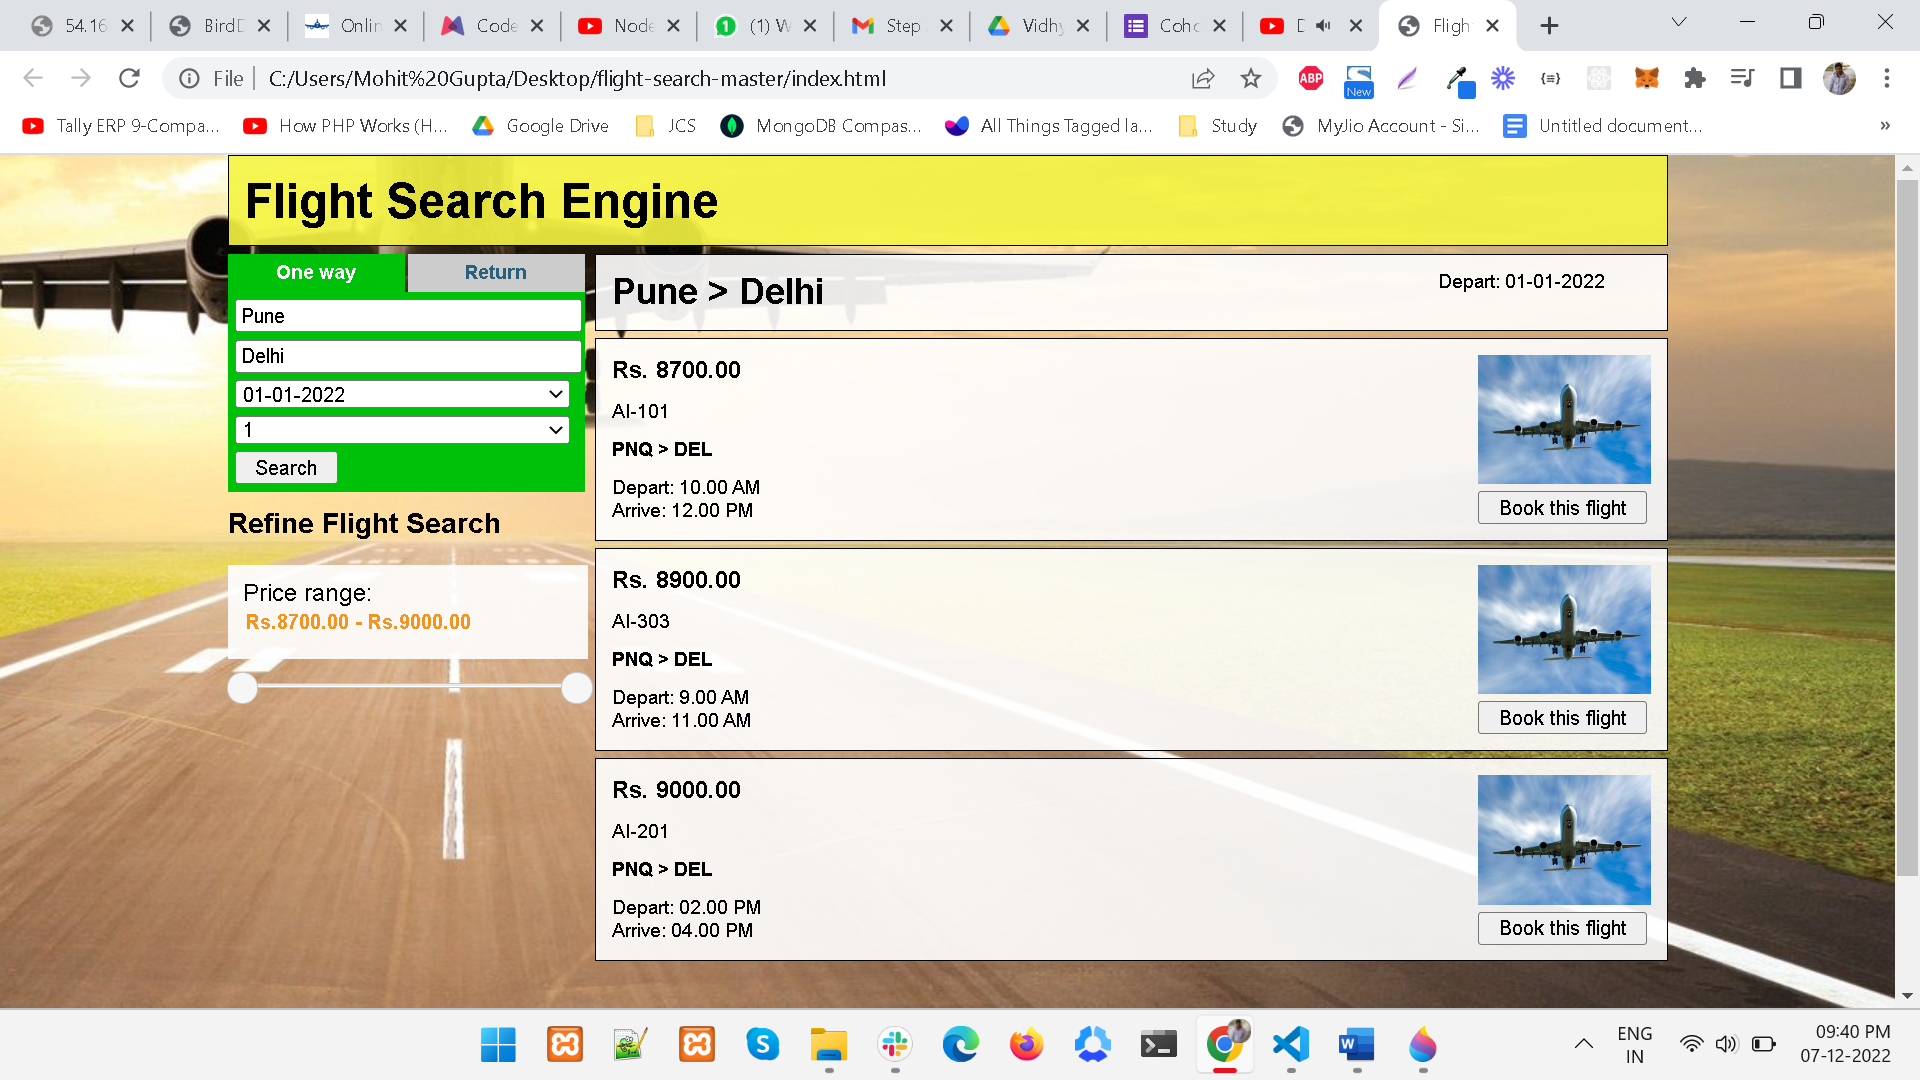 54.16
BirdD
Onlin
Code
Node
(1) W
Step
Vidhy
Coho
D
Fligh
File
C:/Users/Mohit%20Gupta/Desktop/flight-search-master/index.html
ABP
New
Tally ERP 9-Compa...
How PHP Works (H...
Google Drive
JCS
MongoDB Compas...
All Things Tagged la...
Study
MyJio Account - Si...
Untitled document...
»
Flight Search Engine
One way
Return
Pune
Delhi
01-01-2022
1
Search
Refine Flight Search
Price range:
Rs.8700.00 - Rs.9000.00
Pune > Delhi
Depart: 01-01-2022
Rs. 8700.00
AI-101
PNQ > DEL
Depart: 10.00 AM
Arrive: 12.00 PM
Book this flight
Rs. 8900.00
AI-303
PNQ > DEL
Depart: 9.00 AM
Arrive: 11.00 AM
Book this flight
Rs. 9000.00
AI-201
PNQ > DEL
Depart: 02.00 PM
Arrive: 04.00 PM
Book this flight
ENG
IN
09:40 PM
07-12-2022